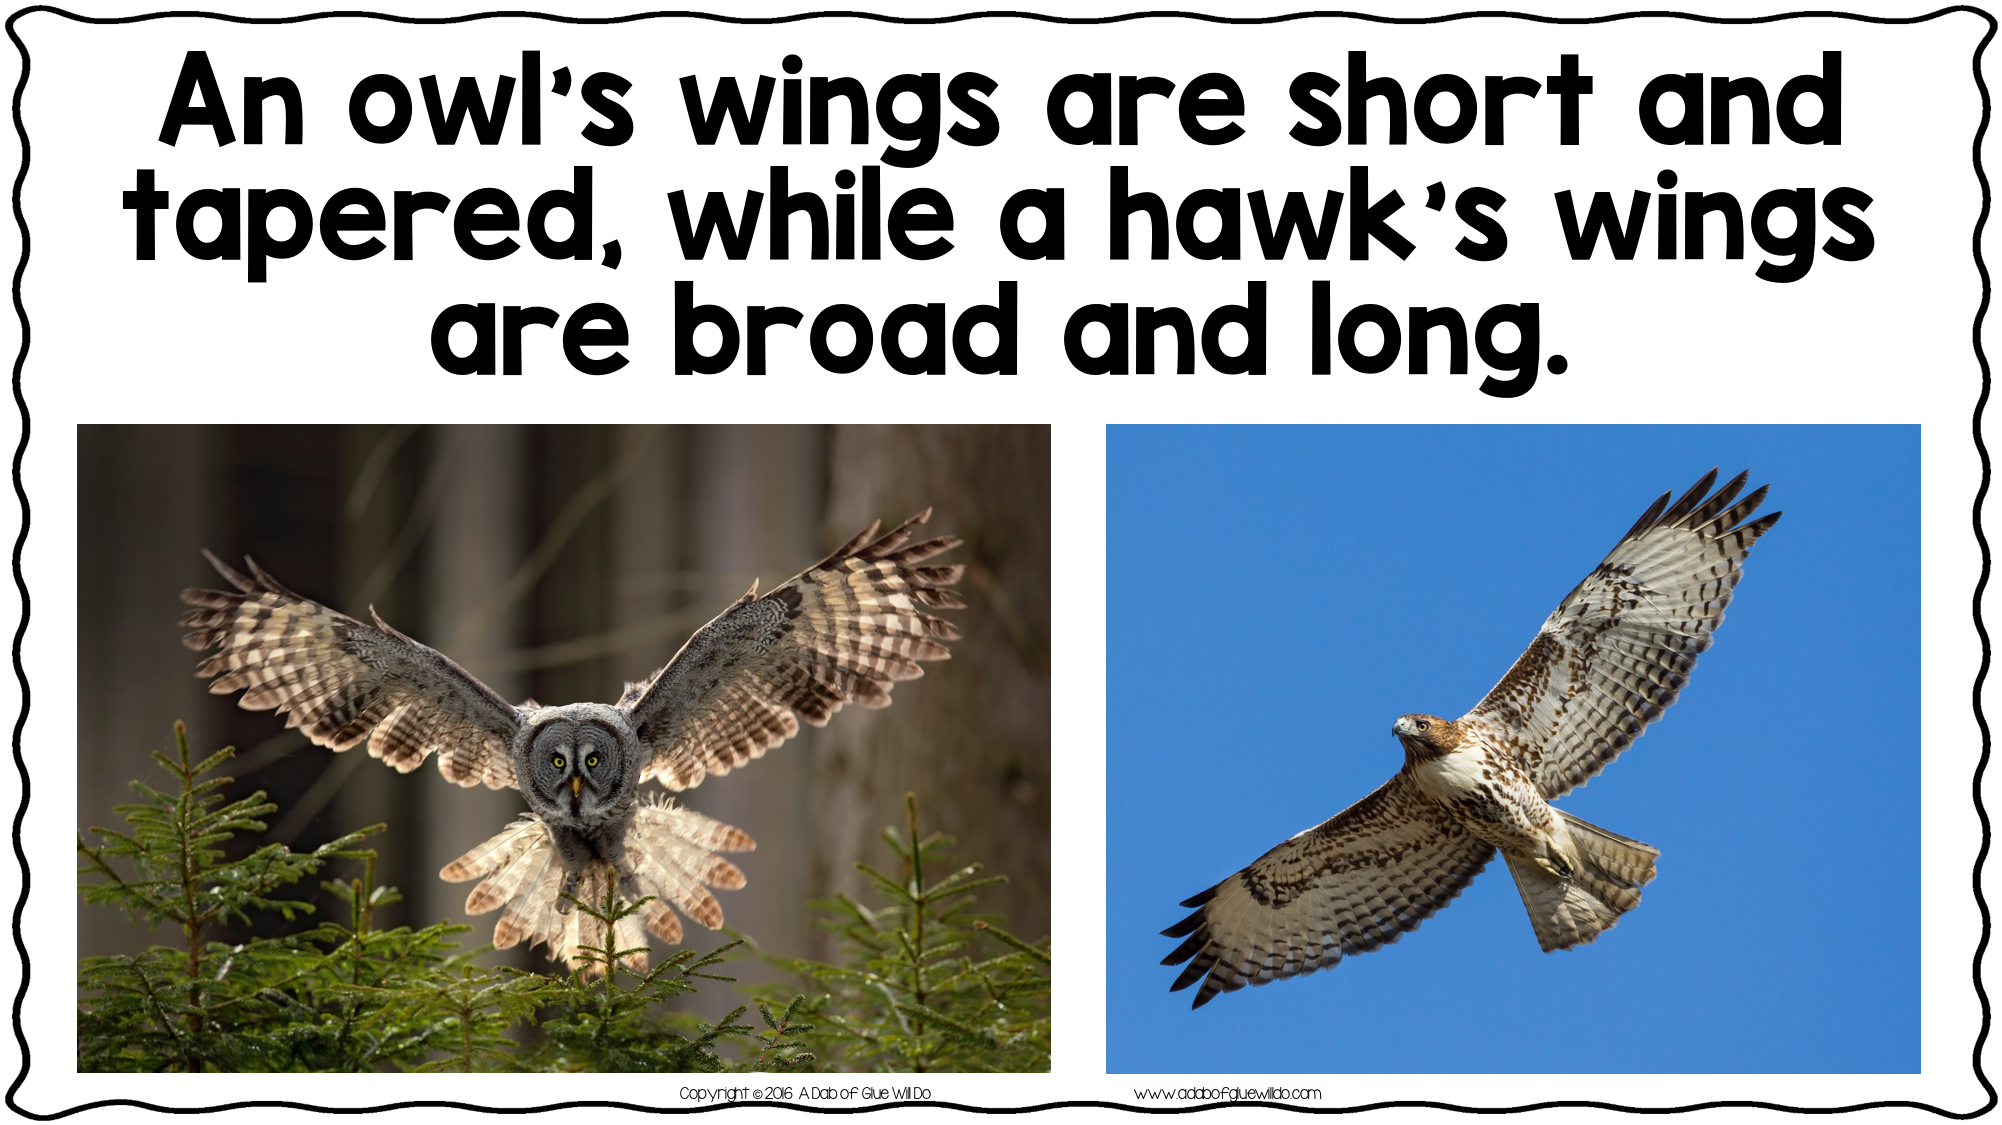 An owl's wings are short and
tapered, while a hawk's wings
are broad and long.
Copyright © 2016 A Dab of Glue Will Do
www.adabofgluewilldo.com